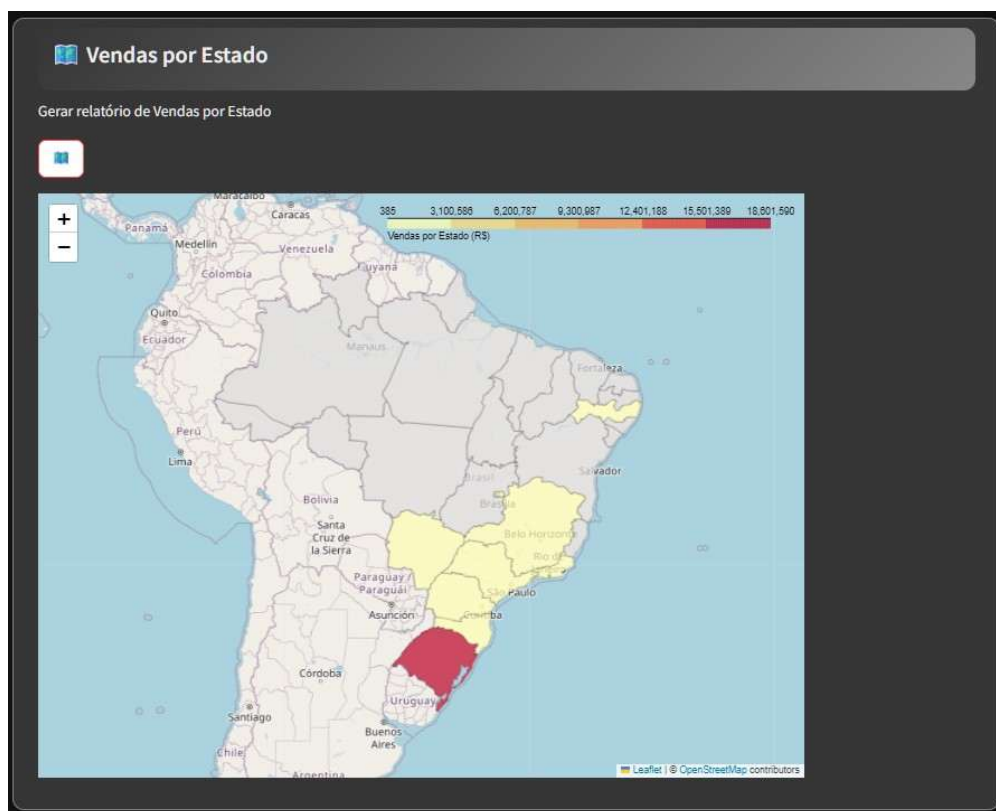 Vendas por Estado
Gerar relatório de Vendas por Estado
+
−
385 3,100,586 6,200,787 9,300,987 12,401,188 15,501,389 18,601,590
Vendas por Estado (R$)
Maracaibo
Caracas
Panamá
Medellín
Venezuela
Guyana
Colombia
Quito
Ecuador
Manaus
Fortaleza
Perú
Lima
Salvador
Brasil
Brasília
Bolivia
Santa
Cruz de
la Sierra
Belo Horizonte
Rio de
Paraguay /
Paraguái
São Paulo
Asunción
Curitiba
Córdoba
Uruguay
Santiago
Buenos
Aires
Chile
Argentina
Leaflet | © OpenStreetMap contributors